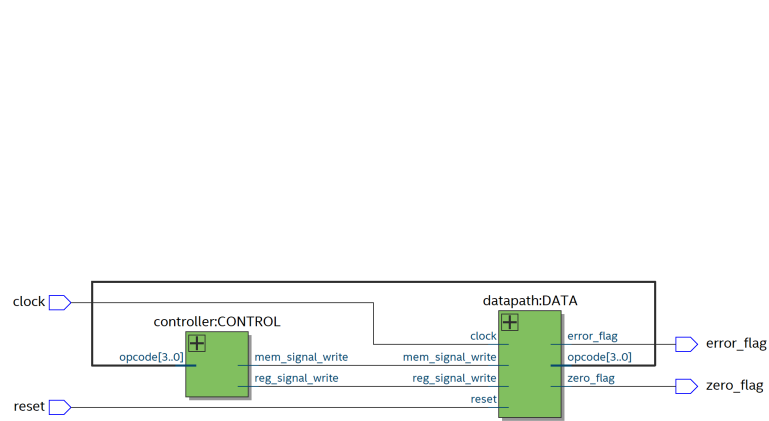 clock
controller:CONTROL
opcode[3..0]
mem_signal_write
reg_signal_write
reset
datapath:DATA
clock
mem_signal_write
reg_signal_write
reset
error_flag
opcode[3..0]
zero_flag
error_flag
zero_flag